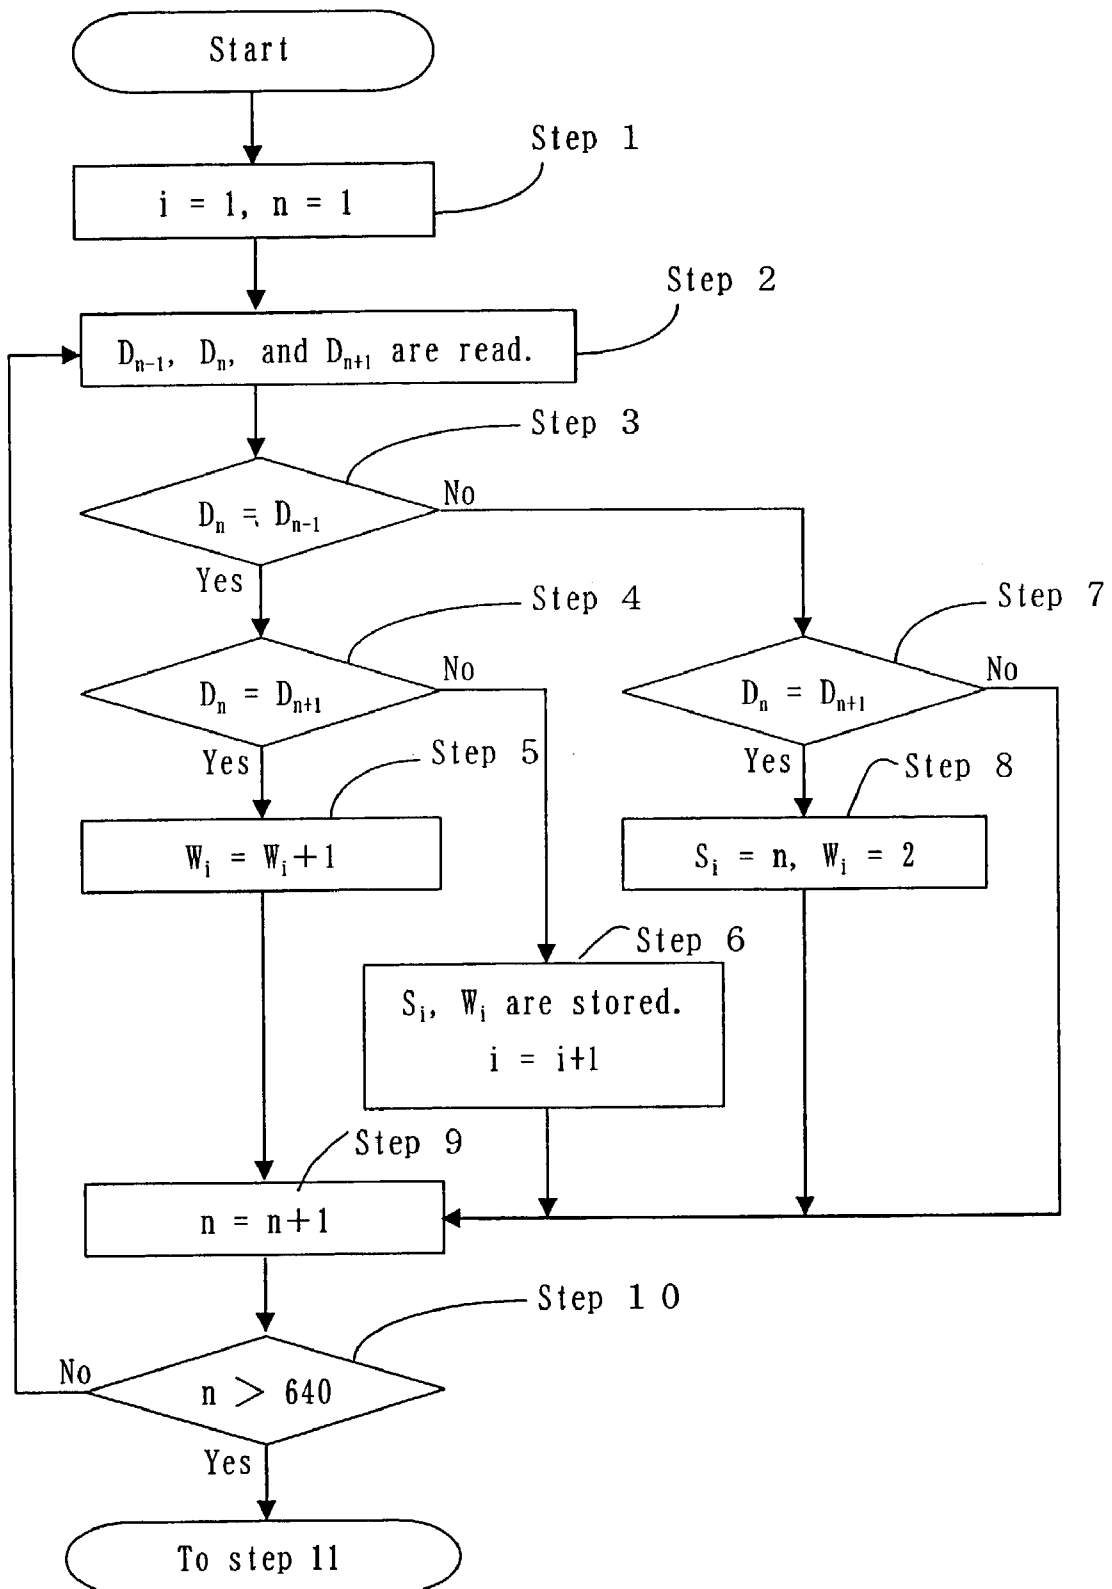 Start
Step 1
i = 1, n = 1
Step 2
Dn-1, Dn, and Dn+1 are read.
Step 3
Dn = Dn-1
No
Yes
Step 4
Step 7
Dn = Dn+1
No
Dn = Dn+1
No
Yes
Step 5
Yes
Step 8
Wi = Wi+1
Si = n, Wi = 2
Step 6
Si, Wi are stored.
i = i+1
Step 9
n = n+1
Step 10
No
n > 640
Yes
To step 11